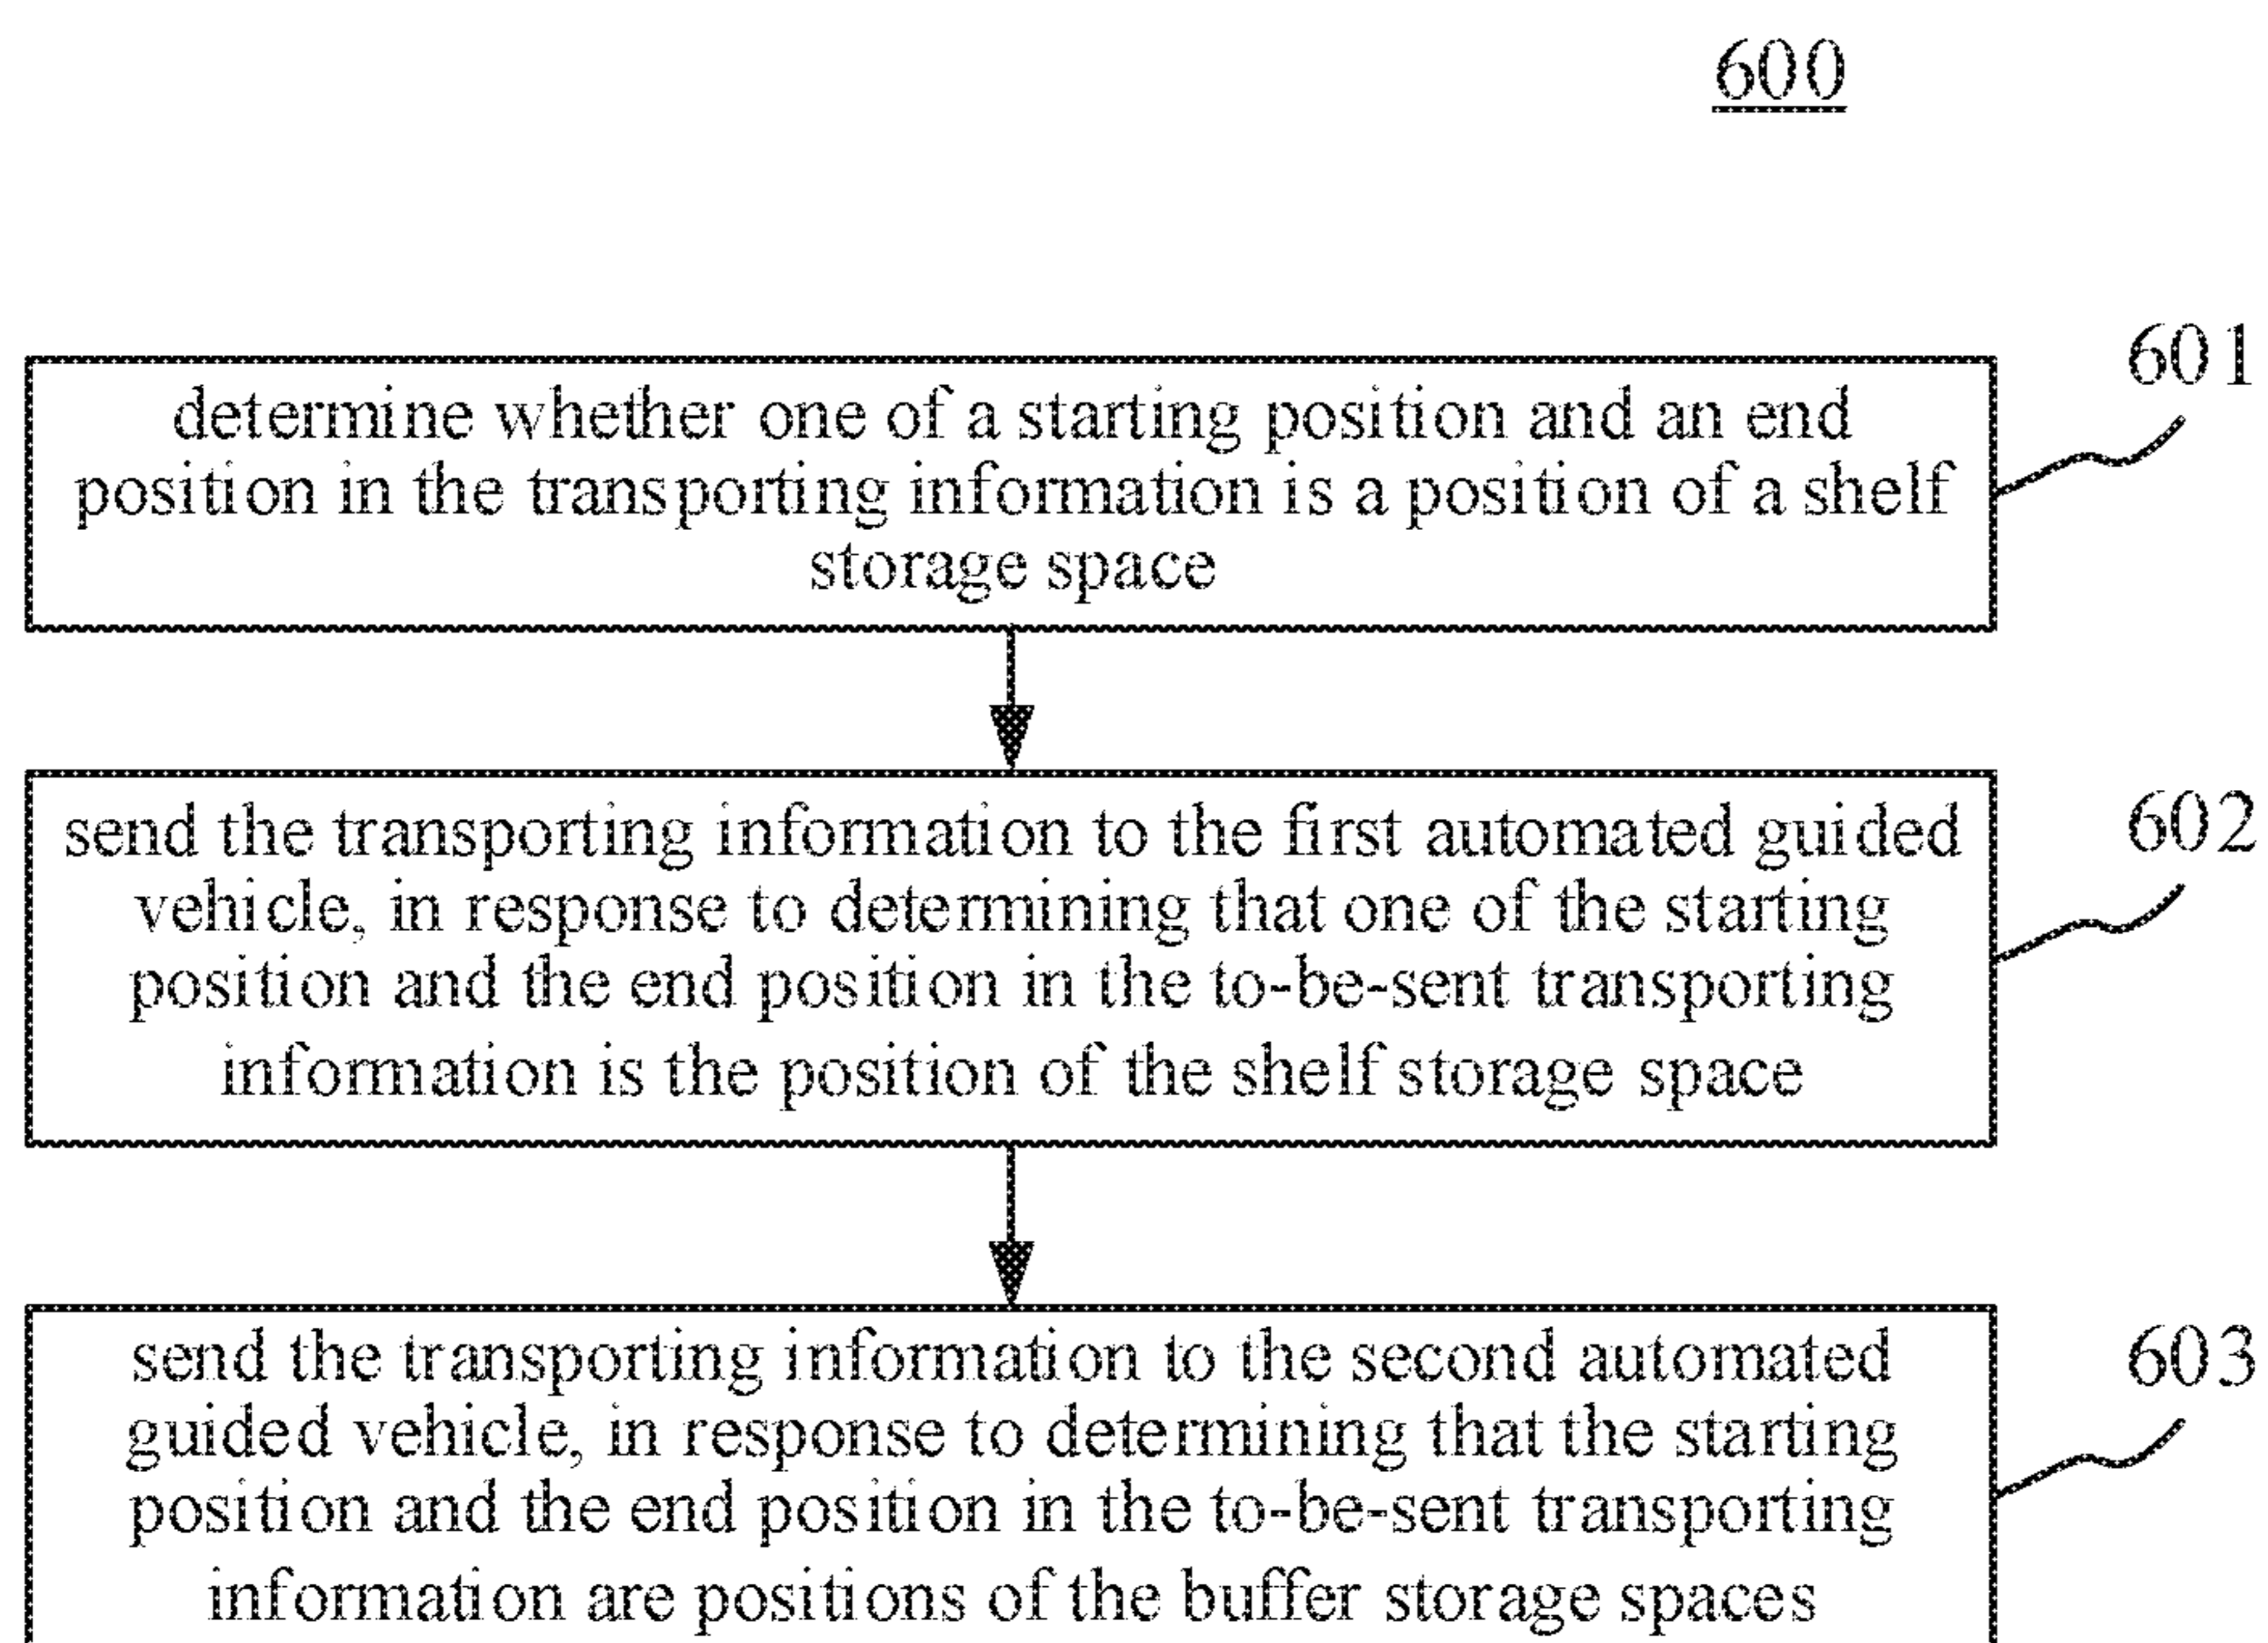 600
601
determine whether one of a starting position and an end
position in the transporting information is a position of a shelf
storage space
602
send the transporting information to the first automated guided
vehicle, in response to determining that one of the starting
position and the end position in the to-be-sent transporting
information is the position of the shelf storage space
603
send the transporting information to the second automated
guided vehicle, in response to determining that the starting
position and the end position in the to-be-sent transporting
information are positions of the buffer storage spaces